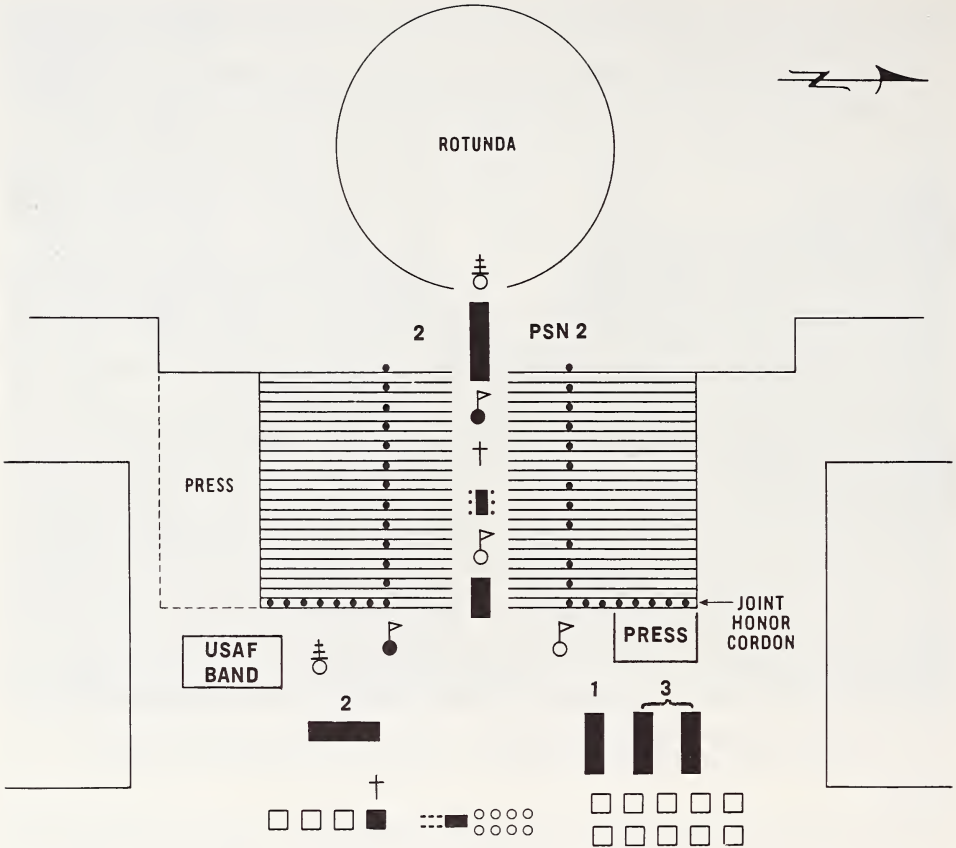 ROTUNDA
2
PSN 2
PRESS
JOINT
HONOR
CORDON
PRESS
USAF
BAND
1
3
2